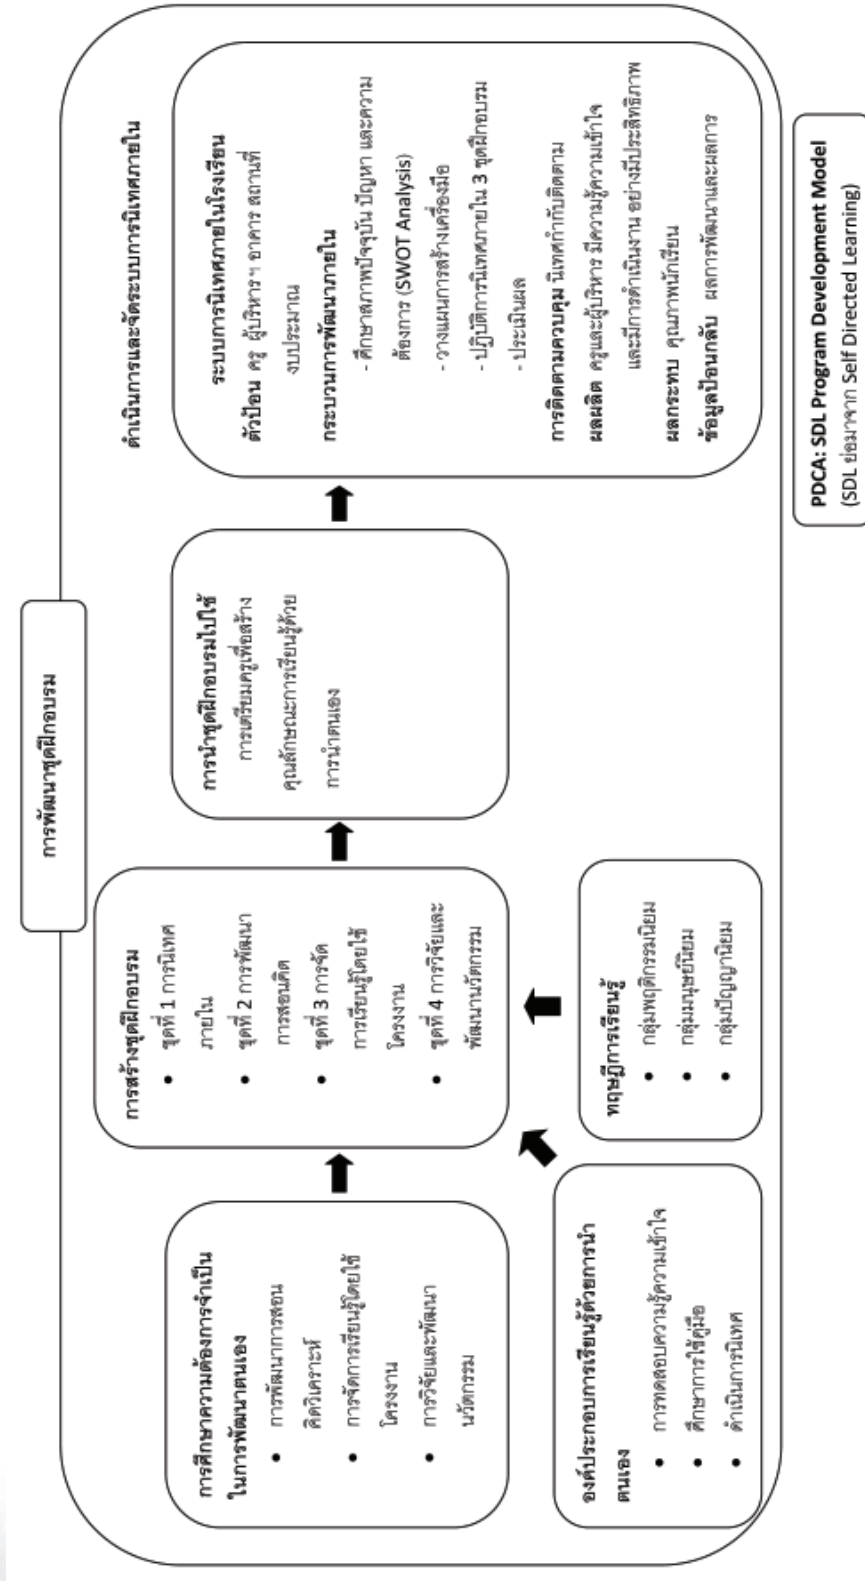 การพัฒนาชุดฝึกอบรม
การศึกษาความต้องการจำเป็น
ในการพัฒนาตนเอง
• การพัฒนาการสอน
คิดวิเคราะห์
• การจัดการเรียนรู้โดยใช้
โครงงาน
• การวิจัยและพัฒนา
นวัตกรรม
องค์ประกอบการเรียนรู้ด้วยการนำ
ตนเอง
• การทดสอบความรู้ความเข้าใจ
• ศึกษาการใช้คู่มือ
• ดำเนินการนิเทศ
การสร้างชุดฝึกอบรม
• ชุดที่ 1 การนิเทศ
ภายใน
• ชุดที่ 2 การพัฒนา
การสอนคิด
• ชุดที่ 3 การจัด
การเรียนรู้โดยใช้
โครงงาน
• ชุดที่ 4 การวิจัยและ
พัฒนานวัตกรรม
ทฤษฎีการเรียนรู้
• กลุ่มพฤติกรรมนิยม
• กลุ่มมนุษย์นิยม
• กลุ่มปัญญานิยม
การนำชุดฝึกอบรมไปใช้
การเตรียมครูเพื่อสร้าง
คุณลักษณะการเรียนรู้ด้วย
การนำตนเอง
ดำเนินการและจัดระบบการนิเทศภายใน
ระบบการนิเทศภายในโรงเรียน
ตัวป้อน ครู ผู้บริหาร ฯ อาคาร สถานที่
งบประมาณ
กระบวนการพัฒนาภายใน
- ศึกษาสภาพปัจจุบัน ปัญหา และความ
ต้องการ (SWOT Analysis)
- วางแผนการสร้างเครื่องมือ
- ปฏิบัติการนิเทศภายใน 3 ชุดฝึกอบรม
- ประเมินผล
การติดตามควบคุม นิเทศกำกับติดตาม
ผลผลิต ครูและผู้บริหาร มีความรู้ความเข้าใจ
และมีการดำเนินงาน อย่างมีประสิทธิภาพ
ผลกระทบ คุณภาพนักเรียน
ข้อมูลป้อนกลับ ผลการพัฒนาและผลการ
PDCA: SDL Program Development Model
(SDL ย่อมาจาก Self Directed Learning)